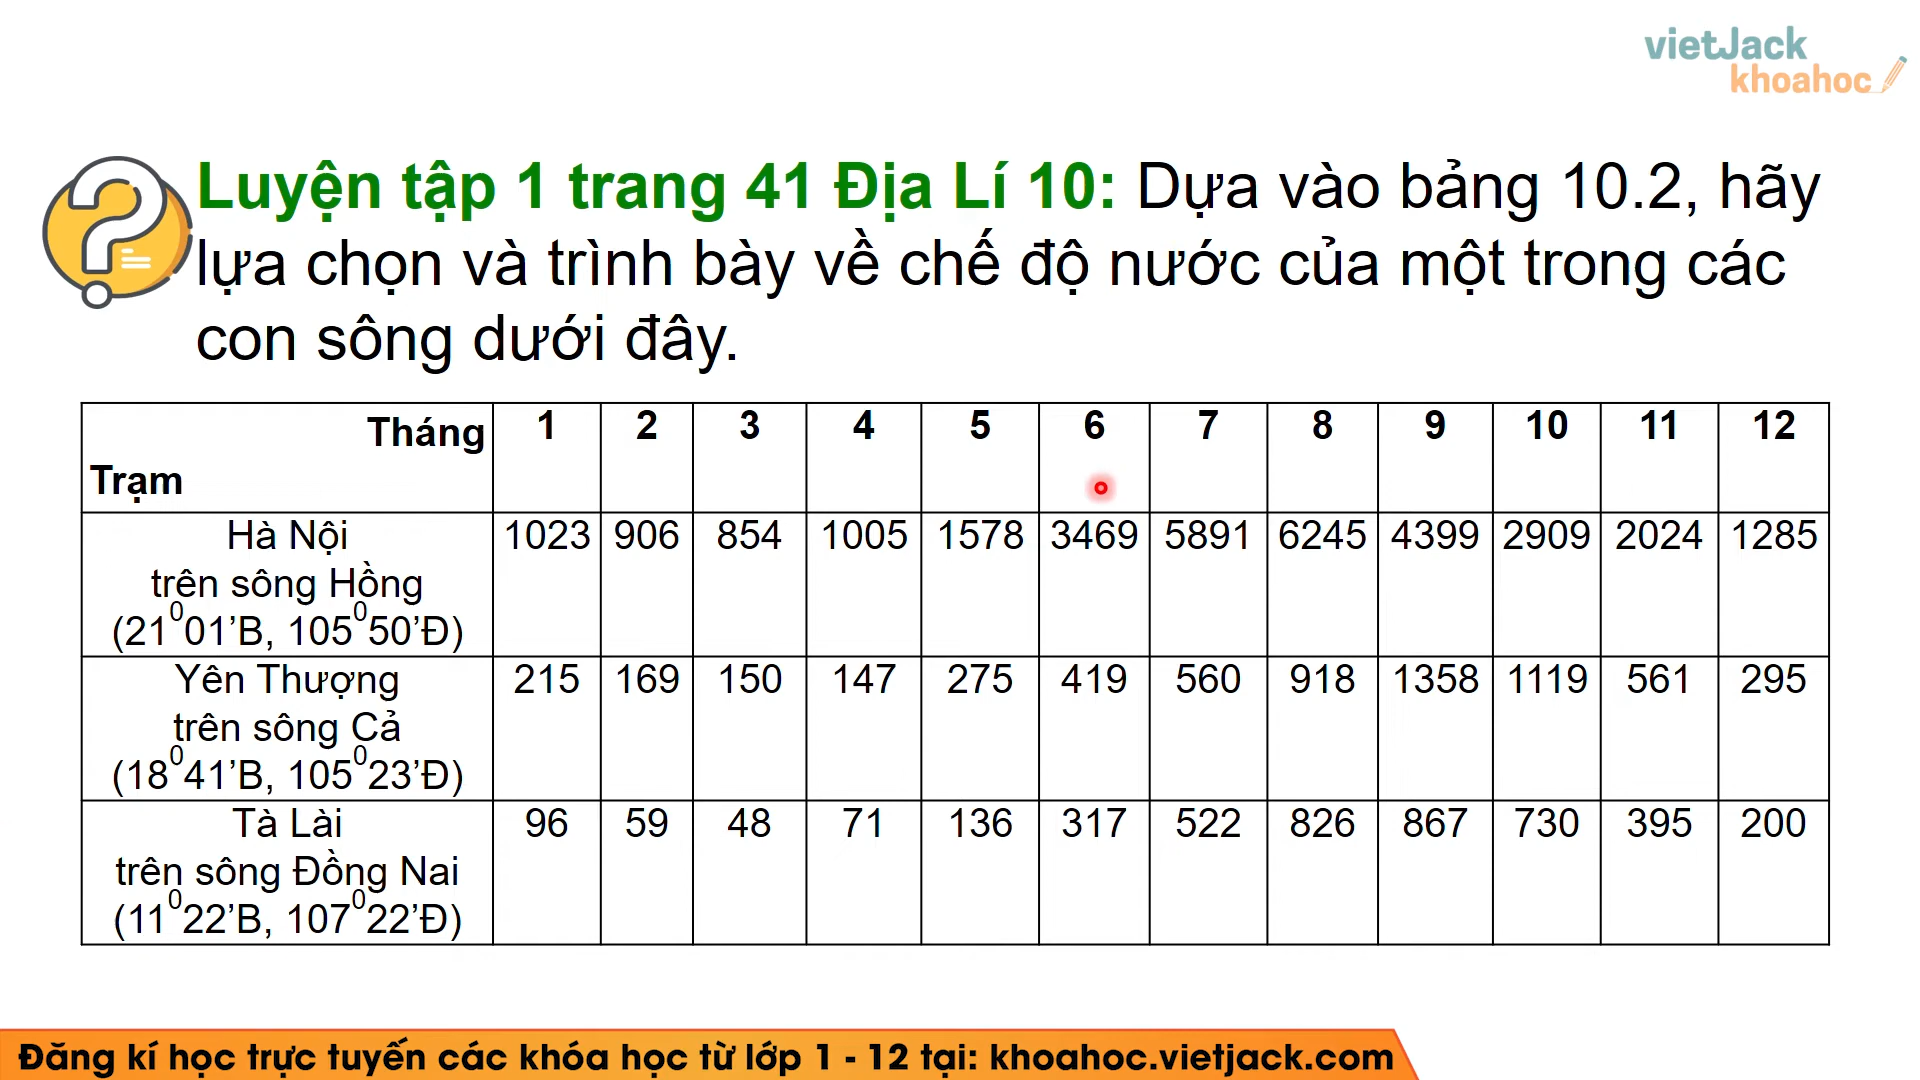 vietJack
khoahoc
Luyện tập 1 trang 41 Địa Lí 10: Dựa vào bảng 10.2, hãy
lựa chọn và trình bày về chế độ nước của một trong các
con sông dưới đây.
Tháng 1 2 3 4 5 6 7 8 9 10 11 12
Trạm
Hà Nội 1023 906 854 1005 1578 3469 5891 6245 4399 2909 2024 1285
trên sông Hồng
(21⁰01’B, 105⁰50’Đ)
Yên Thượng 215 169 150 147 275 419 560 918 1358 1119 561 295
trên sông Cả
(18⁰41’B, 105⁰23’Đ)
Tà Lài 96 59 48 71 136 317 522 826 867 730 395 200
trên sông Đồng Nai
(11⁰22’B, 107⁰22’Đ)
Đăng kí học trực tuyến các khóa học từ lớp 1 - 12 tại: khoahoc.vietjack.com